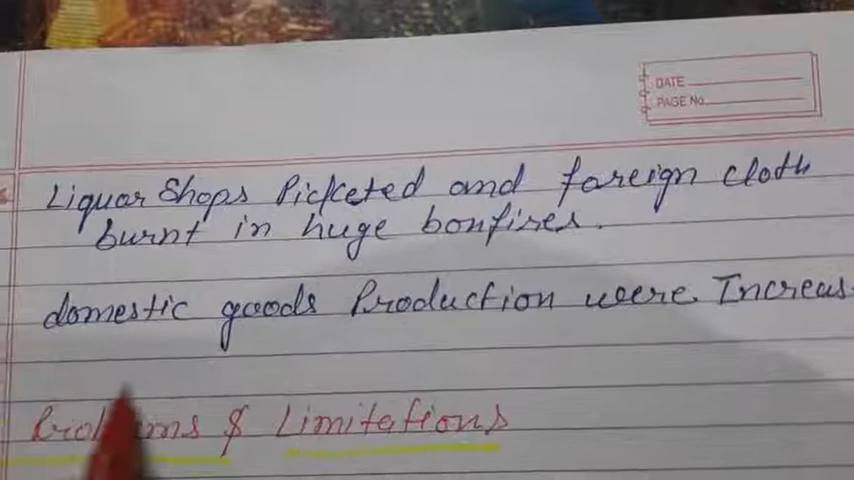 DATE
PAGE No.
Liquor Shops Picketed and foreign cloth
burnt in huge bonfires.
domestic goods Production were Increas
& Limitations